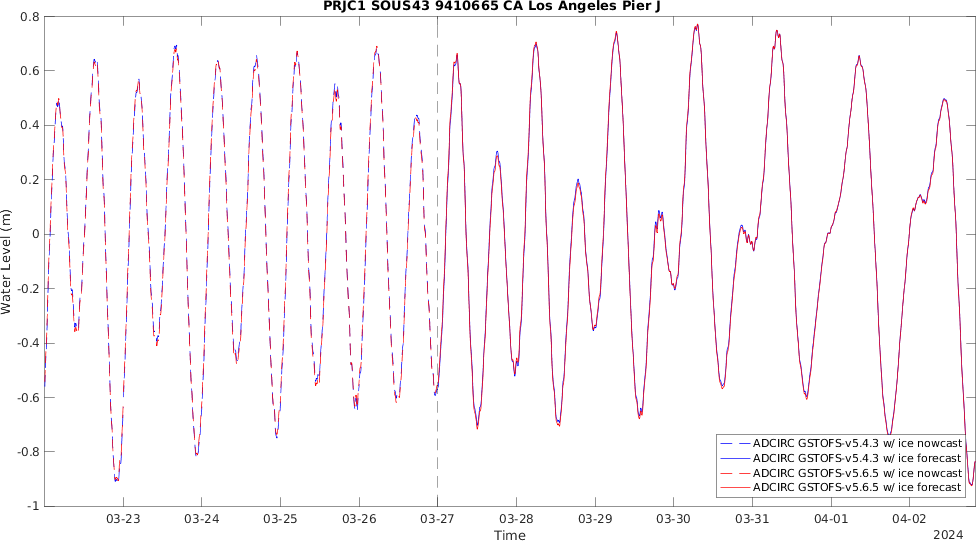 PRJC1 SOUS43 9410665 CA Los Angeles Pier J
0.8
0.6
0.4
0.2
0
-0.2
-0.4
-0.6
-0.8
-1
Water Level (m)
ADCIRC GSTOFS-v5.4.3 w/ ice nowcast
ADCIRC GSTOFS-v5.4.3 w/ ice forecast
ADCIRC GSTOFS-v5.6.5 w/ ice nowcast
ADCIRC GSTOFS-v5.6.5 w/ ice forecast
03-23 03-24 03-25 03-26 03-27 03-28 03-29 03-30 03-31 04-01 04-02
Time
2024